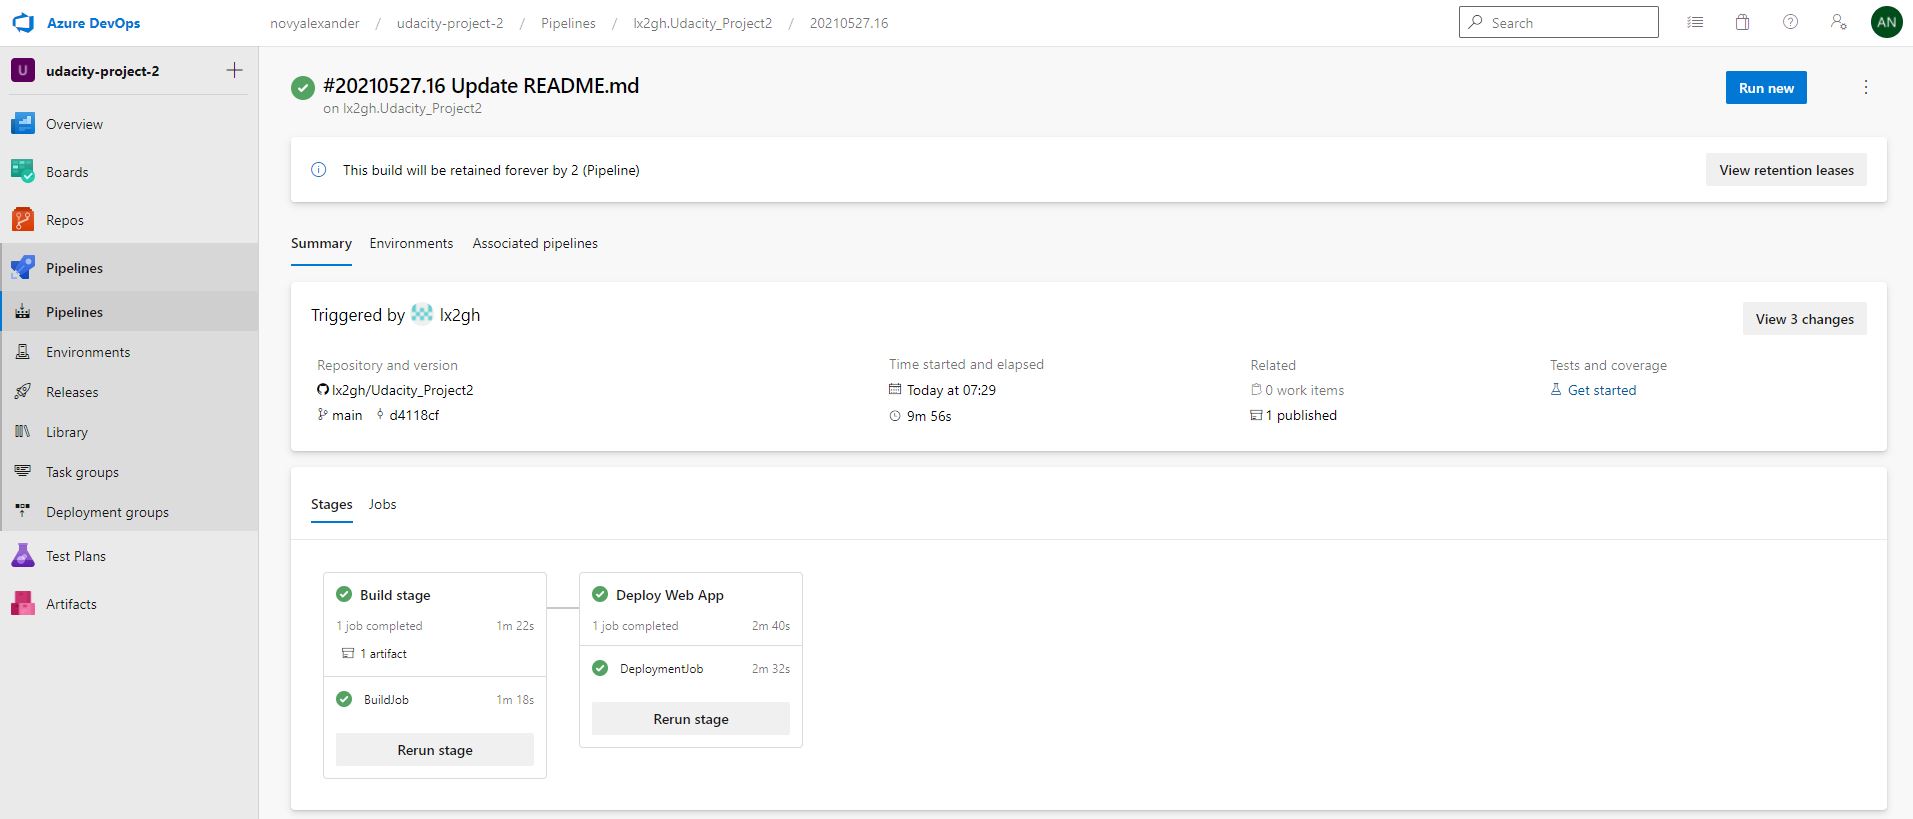 Azure DevOps
novyalexander / udacity-project-2 / Pipelines / lx2gh.Udacity_Project2 / 20210527.16
Search
AN
U udacity-project-2
Overview
Boards
Repos
Pipelines
Pipelines
Environments
Releases
Library
Task groups
Deployment groups
Test Plans
Artifacts
#20210527.16 Update README.md
on lx2gh.Udacity_Project2
Run new
This build will be retained forever by 2 (Pipeline)
View retention leases
Summary Environments Associated pipelines
Triggered by lx2gh
View 3 changes
Repository and version
lx2gh/Udacity_Project2
main d4118cf
Time started and elapsed
Today at 07:29
9m 56s
Related
0 work items
1 published
Tests and coverage
Get started
Stages Jobs
Build stage
1 job completed 1m 22s
1 artifact
BuildJob 1m 18s
Rerun stage
Deploy Web App
1 job completed 2m 40s
DeploymentJob 2m 32s
Rerun stage